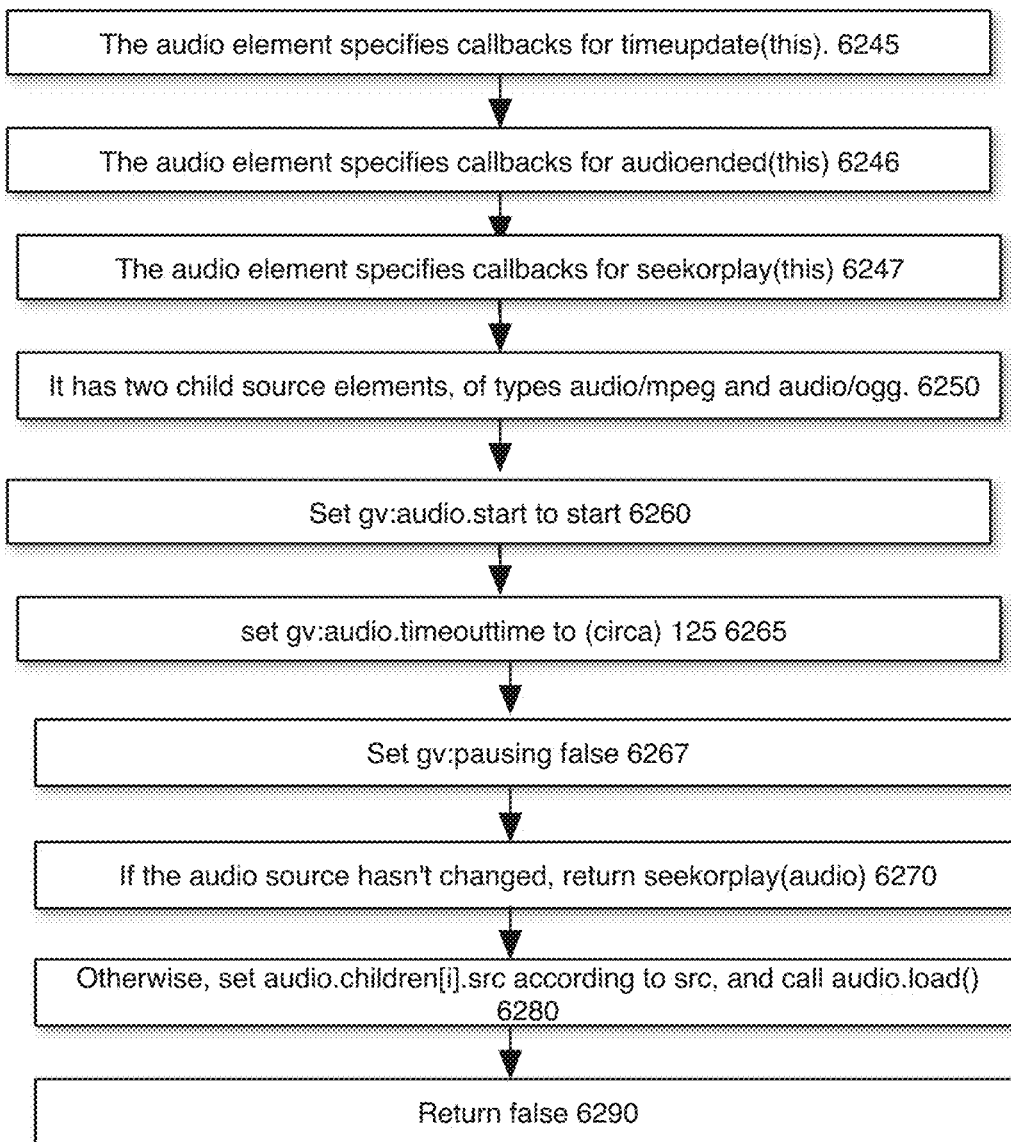 The audio element specifies callbacks for timeupdate(this). 6245
The audio element specifies callbacks for audioended(this) 6246
The audio element specifies callbacks for seekorplay(this) 6247
It has two child source elements, of types audio/mpeg and audio/ogg. 6250
Set gv:audio.start to start 6260
set gv:audio.timeouttime to (circa) 125 6265
Set gv:pausing false 6267
If the audio source hasn't changed, return seekorplay(audio) 6270
Otherwise, set audio.children[i].src according to src, and call audio.load()
6280
Return false 6290